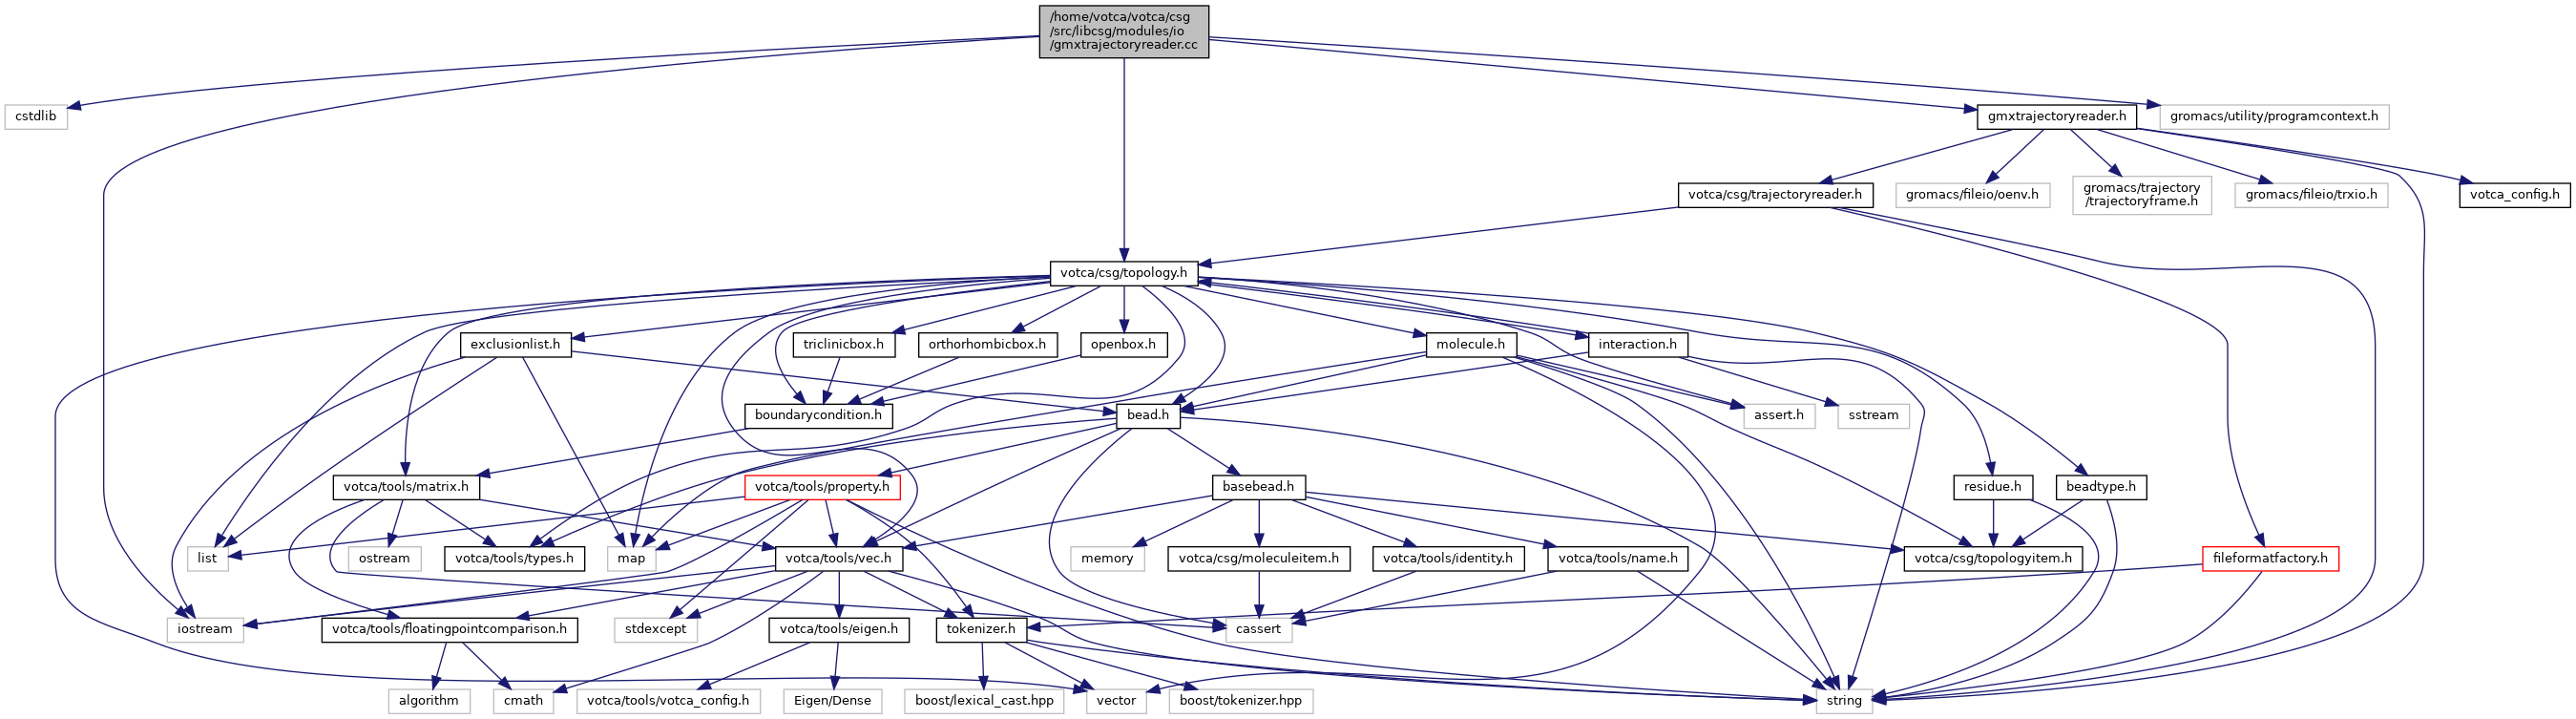 /home/votca/votca/csg
/src/libcsg/modules/io
/gmxtrajectoryreader.cc
cstdlib
gmxtrajectoryreader.h
gromacs/utility/programcontext.h
votca/csg/trajectoryreader.h
gromacs/fileio/oenv.h
gromacs/trajectory
/trajectoryframe.h
gromacs/fileio/trxio.h
votca_config.h
votca/csg/topology.h
exclusionlist.h
triclinicbox.h
orthorhombicbox.h
openbox.h
molecule.h
interaction.h
boundarycondition.h
bead.h
assert.h
sstream
votca/tools/matrix.h
votca/tools/property.h
basebead.h
residue.h
beadtype.h
list
ostream
votca/tools/types.h
map
votca/tools/vec.h
memory
votca/csg/moleculeitem.h
votca/tools/identity.h
votca/tools/name.h
votca/csg/topologyitem.h
fileformatfactory.h
iostream
votca/tools/floatingpointcomparison.h
stdexcept
votca/tools/eigen.h
tokenizer.h
cassert
algorithm
cmath
votca/tools/votca_config.h
Eigen/Dense
boost/lexical_cast.hpp
vector
boost/tokenizer.hpp
string